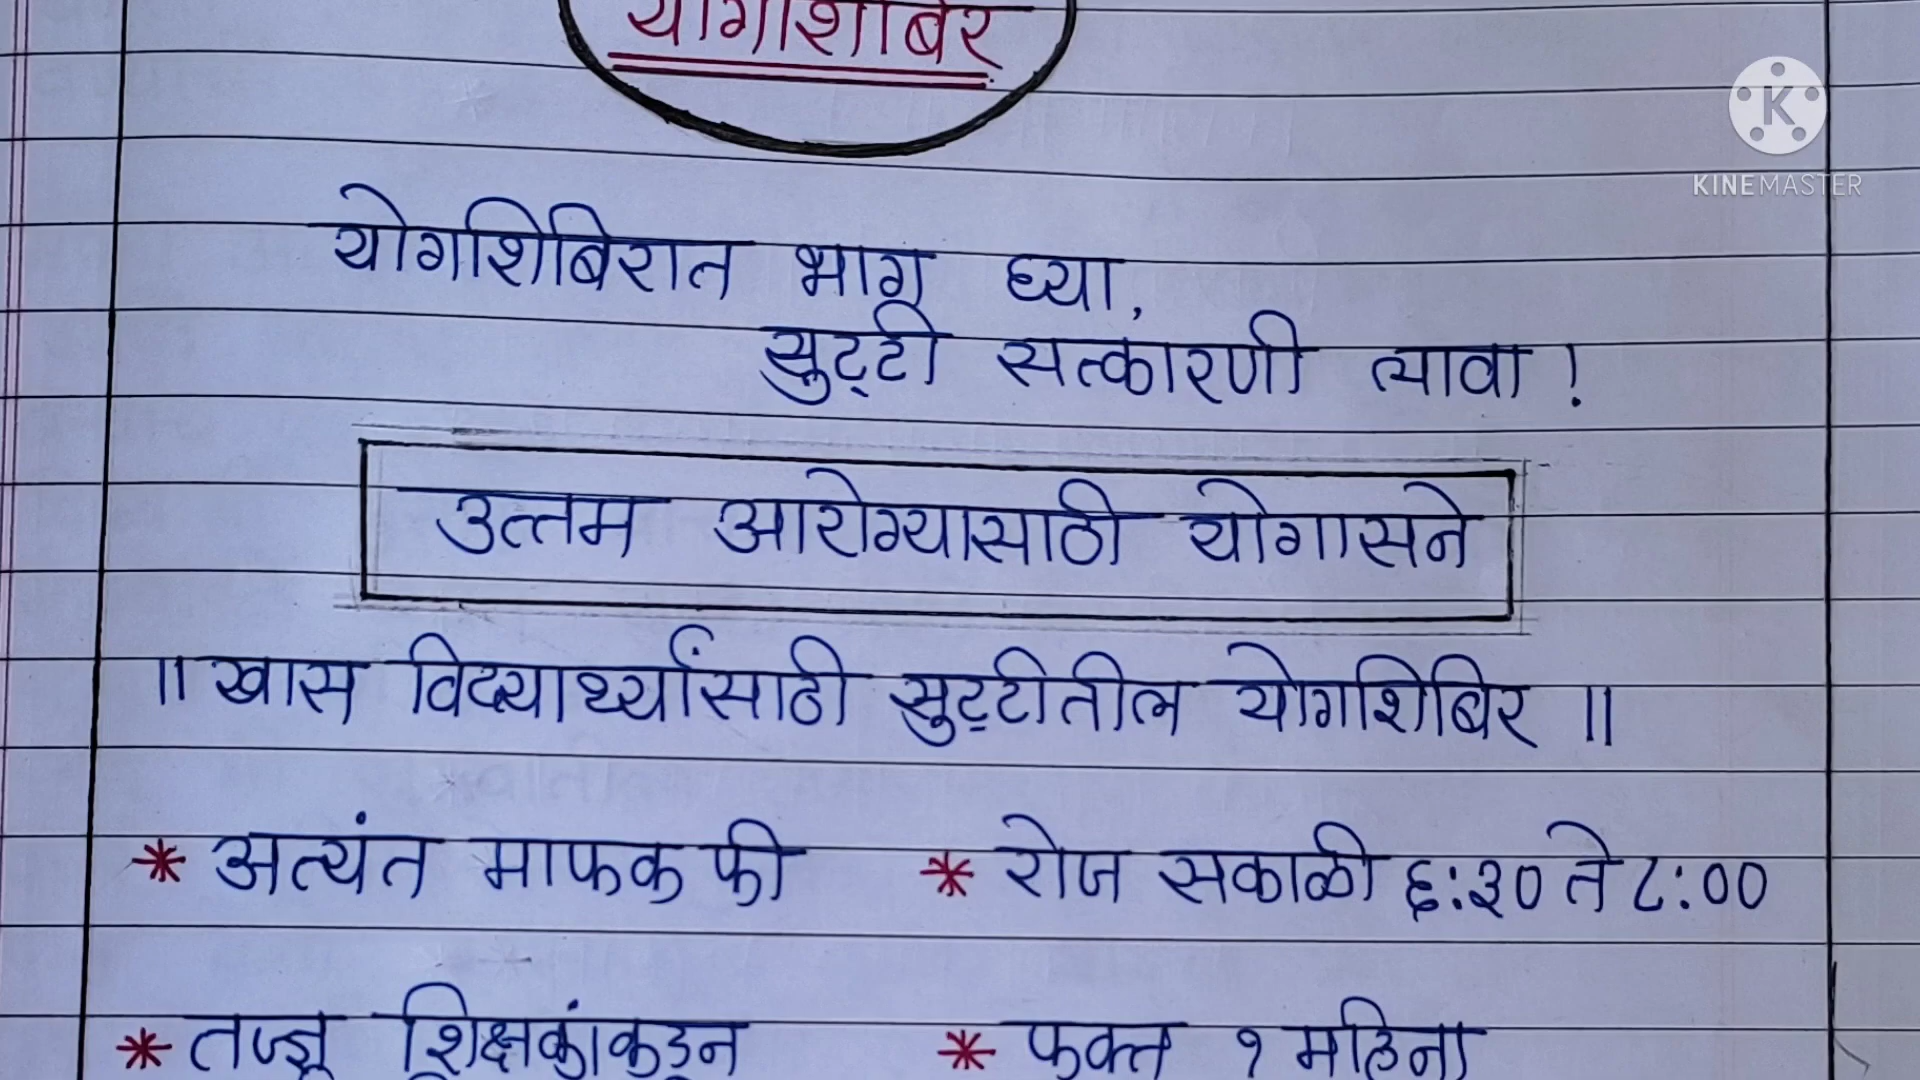 योगशिबिर
KINEMASTER
योगशिबिरात भाग घ्या,
सुट्टी सत्कारणी लावा !
उत्तम आरोग्यासाठी योगासने
॥ खास विद्यार्थ्यांसाठी सुट्टीतील योगशिबिर ॥
* अत्यंत माफक फी * रोज सकाळी ६:३० ते ८:००
* तज्ज्ञ शिक्षकांकडून * फक्त १ महिना